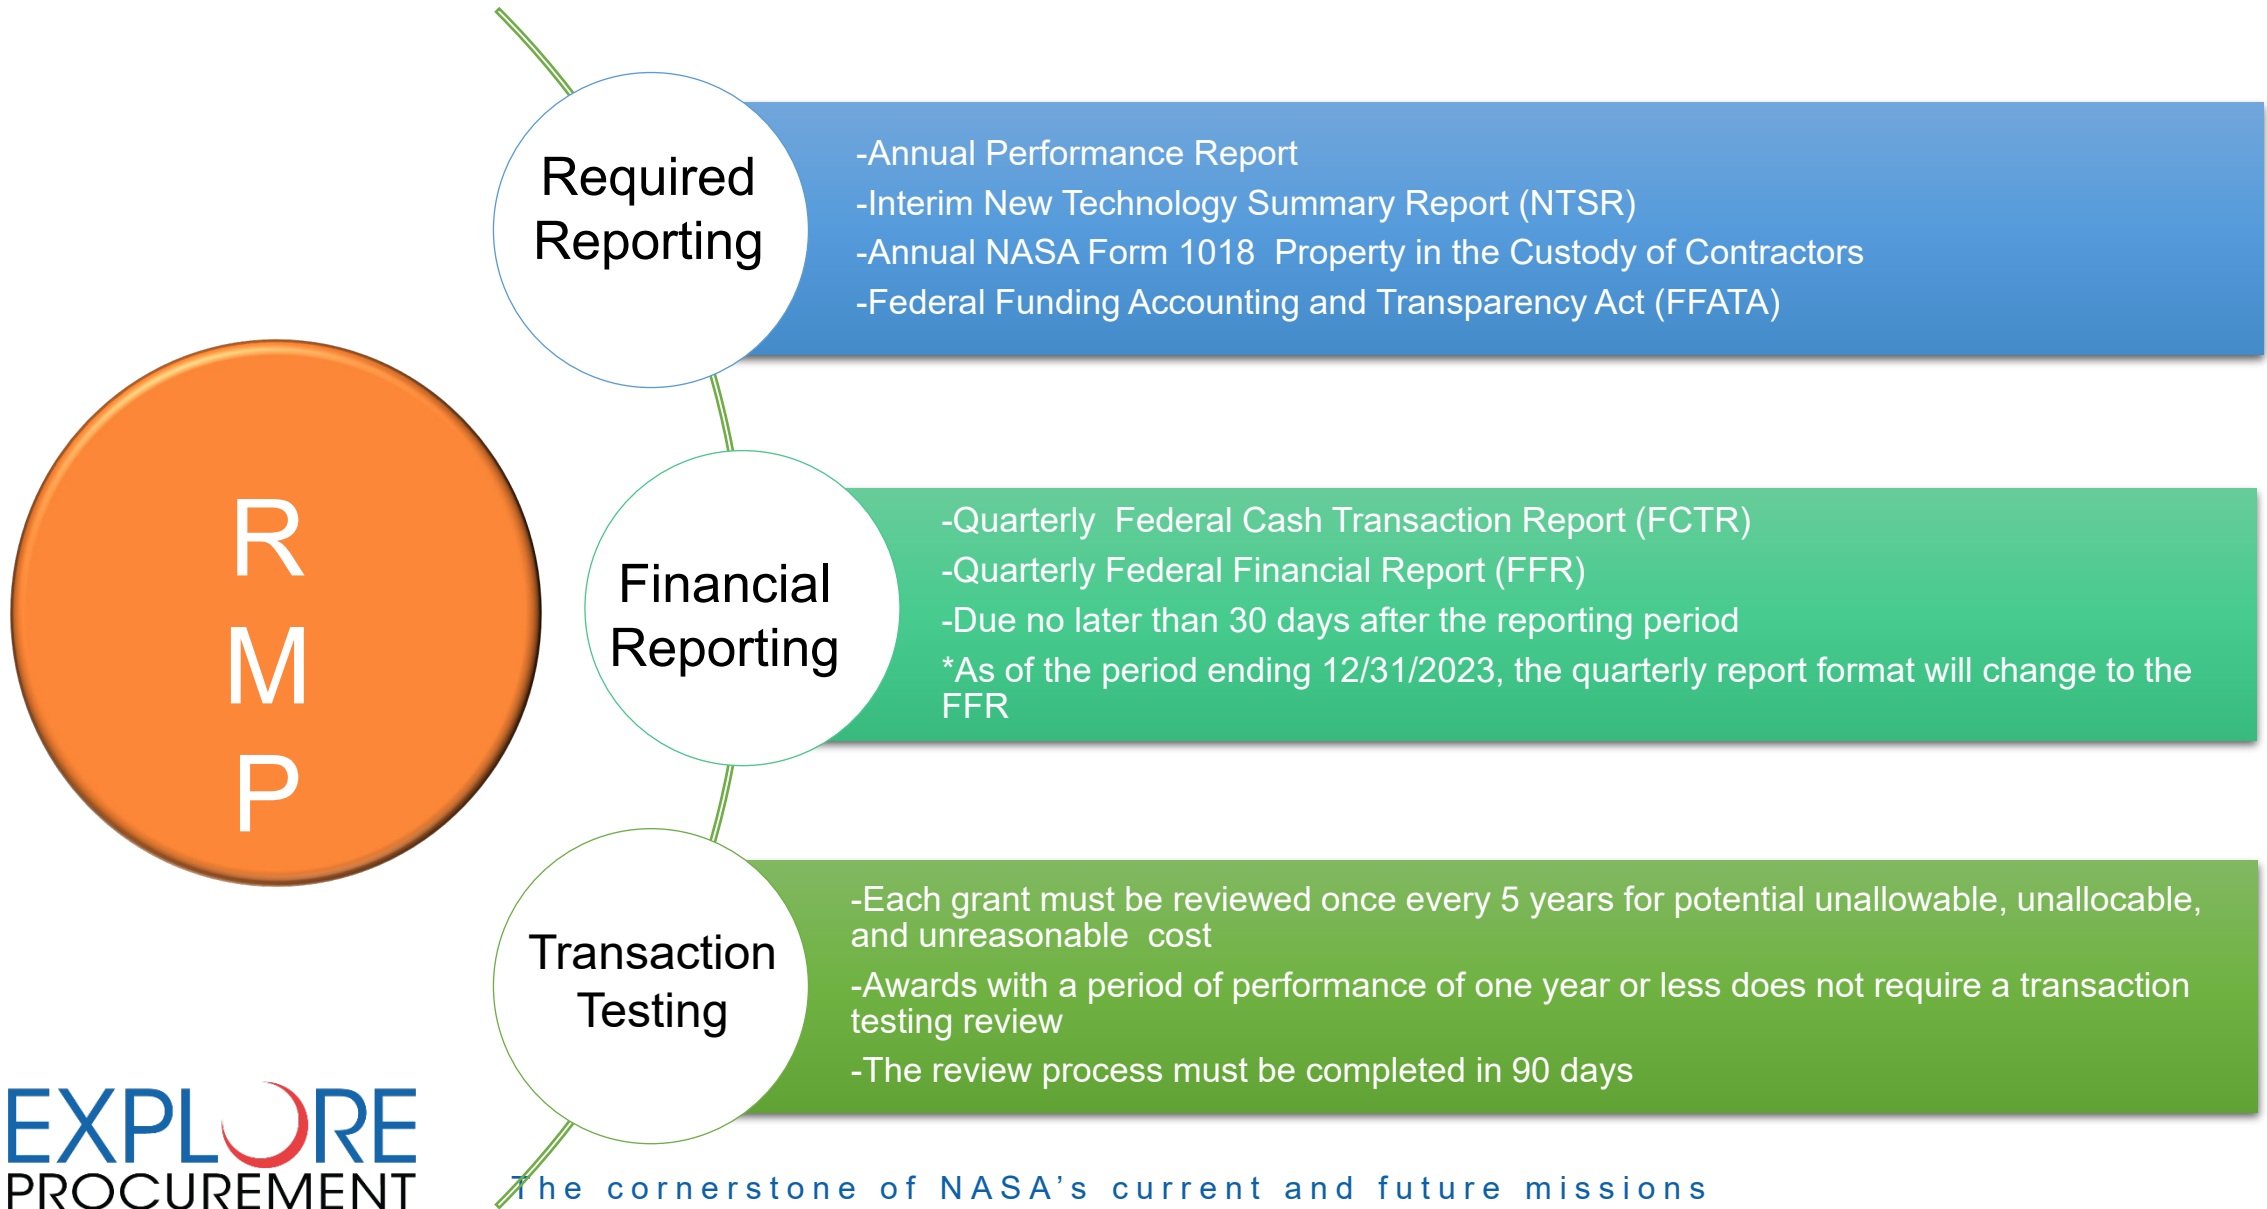 Required
Reporting
-Annual Performance Report
-Interim New Technology Summary Report (NTSR)
-Annual NASA Form 1018  Property in the Custody of Contractors
-Federal Funding Accounting and Transparency Act (FFATA)
R
M
P
Financial
Reporting
-Quarterly  Federal Cash Transaction Report (FCTR)
-Quarterly Federal Financial Report (FFR)
-Due no later than 30 days after the reporting period
*As of the period ending 12/31/2023, the quarterly report format will change to the
FFR
Transaction
Testing
-Each grant must be reviewed once every 5 years for potential unallowable, unallocable,
and unreasonable  cost
-Awards with a period of performance of one year or less does not require a transaction
testing review
-The review process must be completed in 90 days
EXPLORE
PROCUREMENT
The cornerstone of NASA’s current and future missions